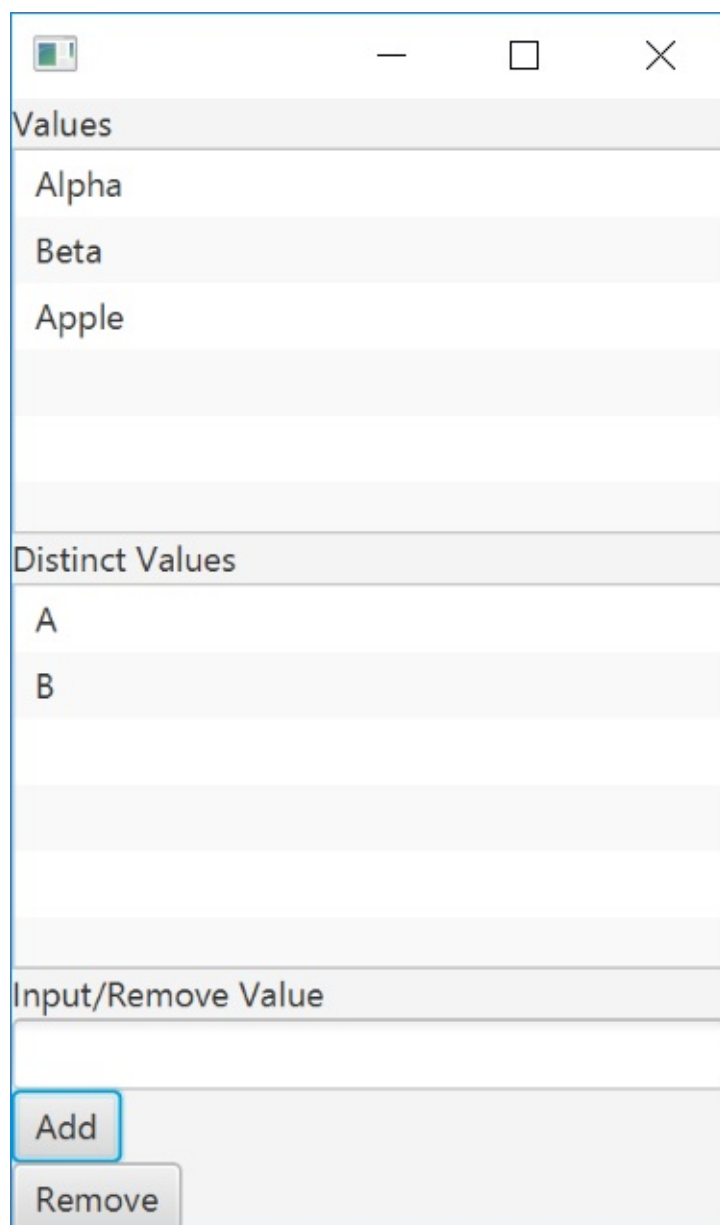 Values
Alpha
Beta
Apple
Distinct Values
A
B
Input/Remove Value
Add
Remove